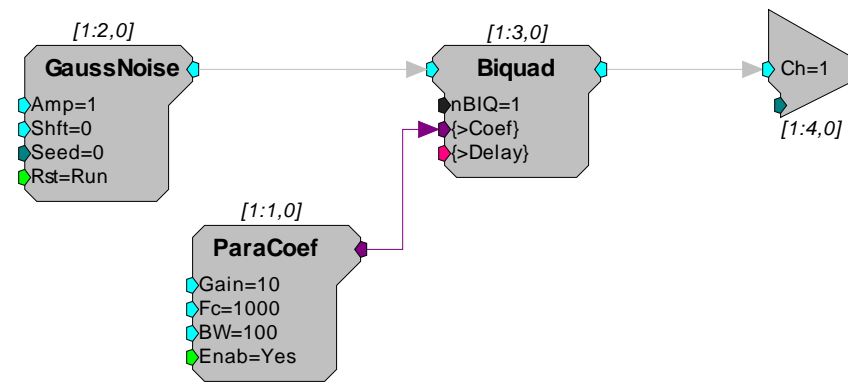 [1:2,0]
GaussNoise
Amp=1
Shft=0
Seed=0
Rst=Run
[1:3,0]
Biquad
nBIQ=1
{>Coef}
{>Delay}
Ch=1
[1:4,0]
[1:1,0]
ParaCoef
Gain=10
Fc=1000
BW=100
Enab=Yes